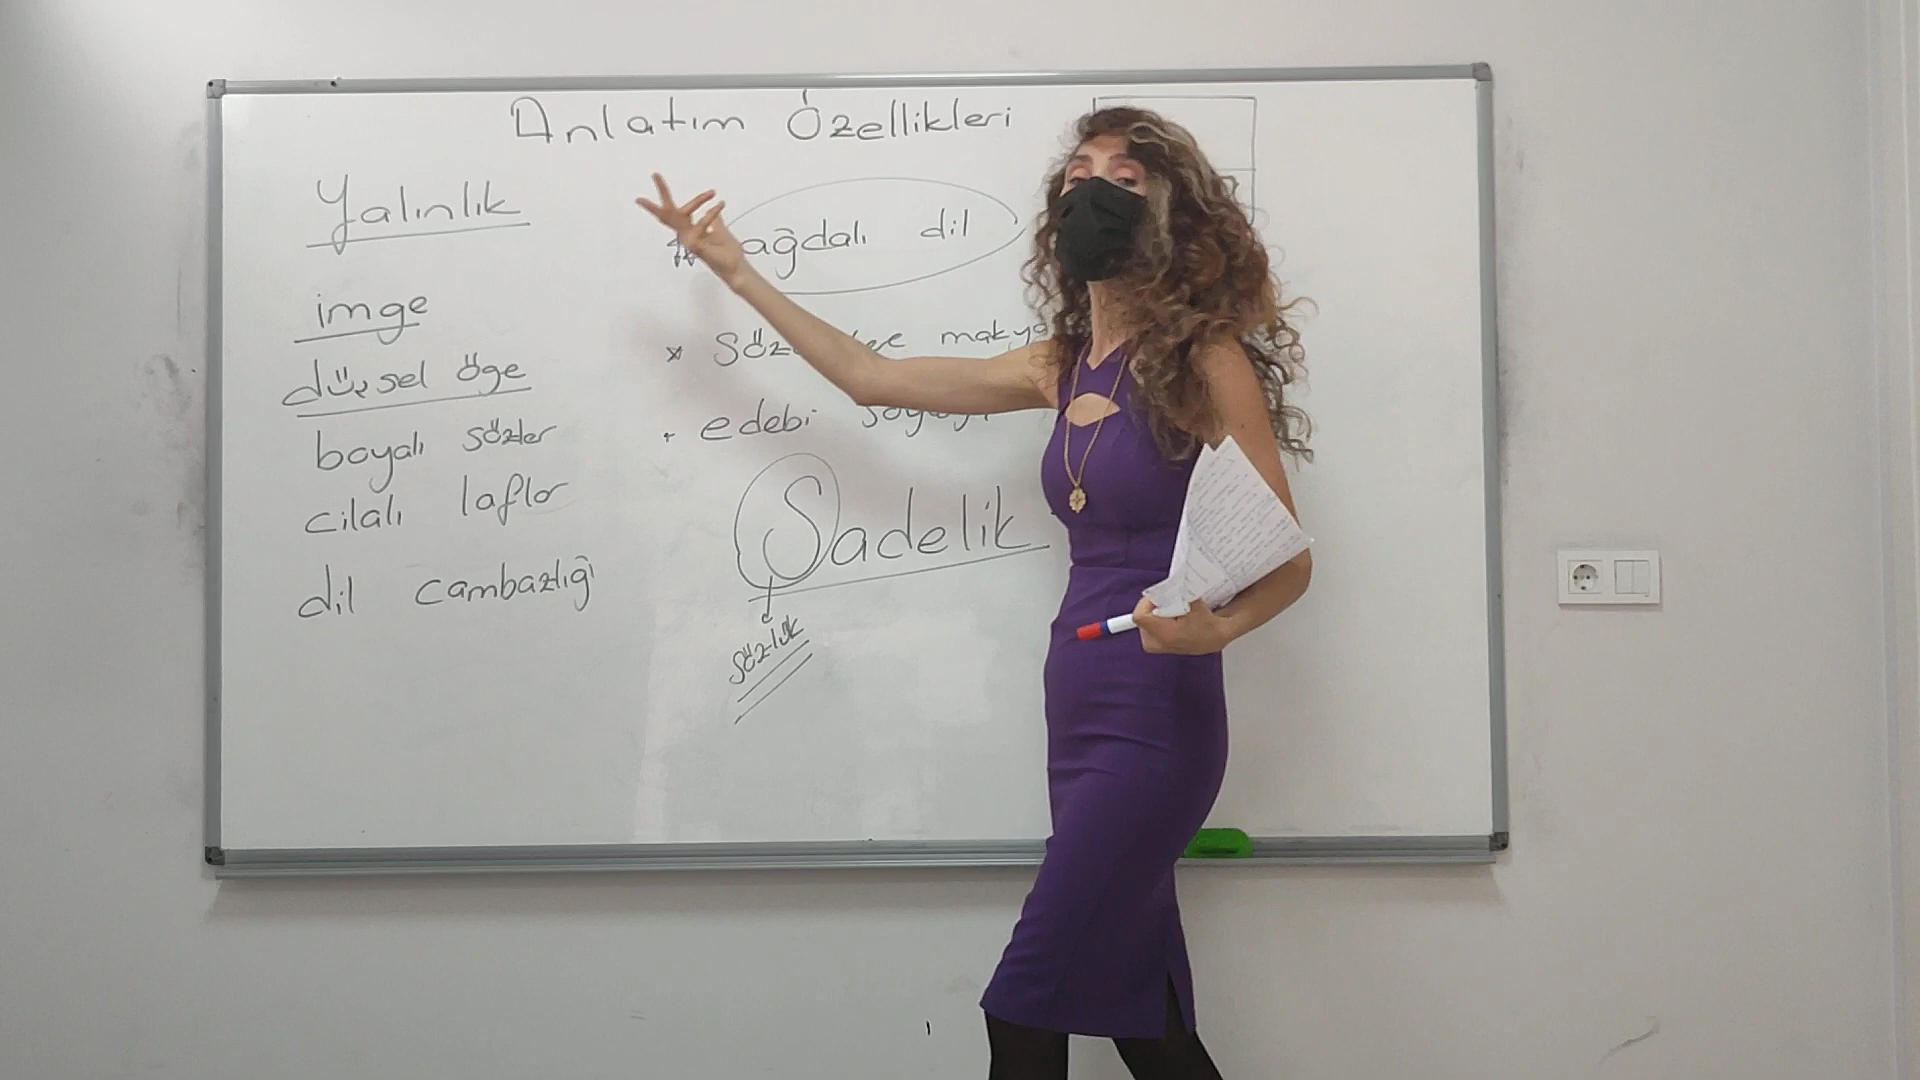 Anlatım Özellikleri
Yalınlık
imge
düşsel öge
boyalı sözler
cilalı laflar
dil cambazlığı
ağdalı dil
edebi
Sadelik
sözlük